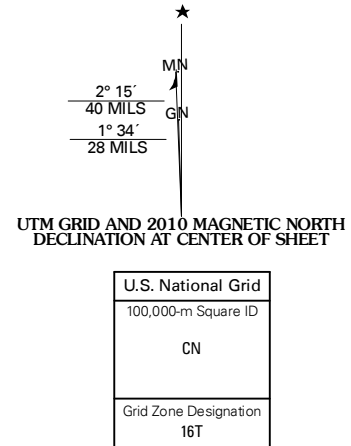 MN
2° 15´
40 MILS
GN
1° 34´
28 MILS
UTM GRID AND 2010 MAGNETIC NORTH
DECLINATION AT CENTER OF SHEET
U.S. National Grid
100,000-m Square ID
CN
Grid Zone Designation
16T